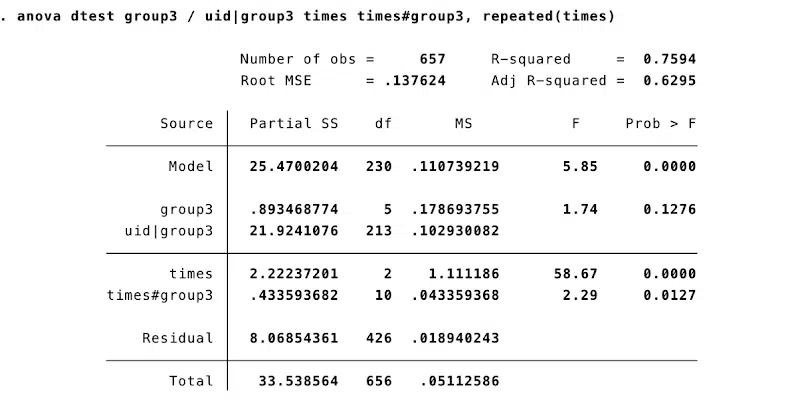 . anova dtest group3 / uid|group3 times times#group3, repeated(times)
Number of obs = 657 R-squared = 0.7594
Root MSE = .137624 Adj R-squared = 0.6295
Source Partial SS df MS F Prob > F
Model 25.4700204 230 .110739219 5.85 0.0000
group3 .893468774 5 .178693755 1.74 0.1276
uid|group3 21.9241076 213 .102930082
times 2.22237201 2 1.111186 58.67 0.0000
times#group3 .433593682 10 .043359368 2.29 0.0127
Residual 8.06854361 426 .018940243
Total 33.538564 656 .05112586